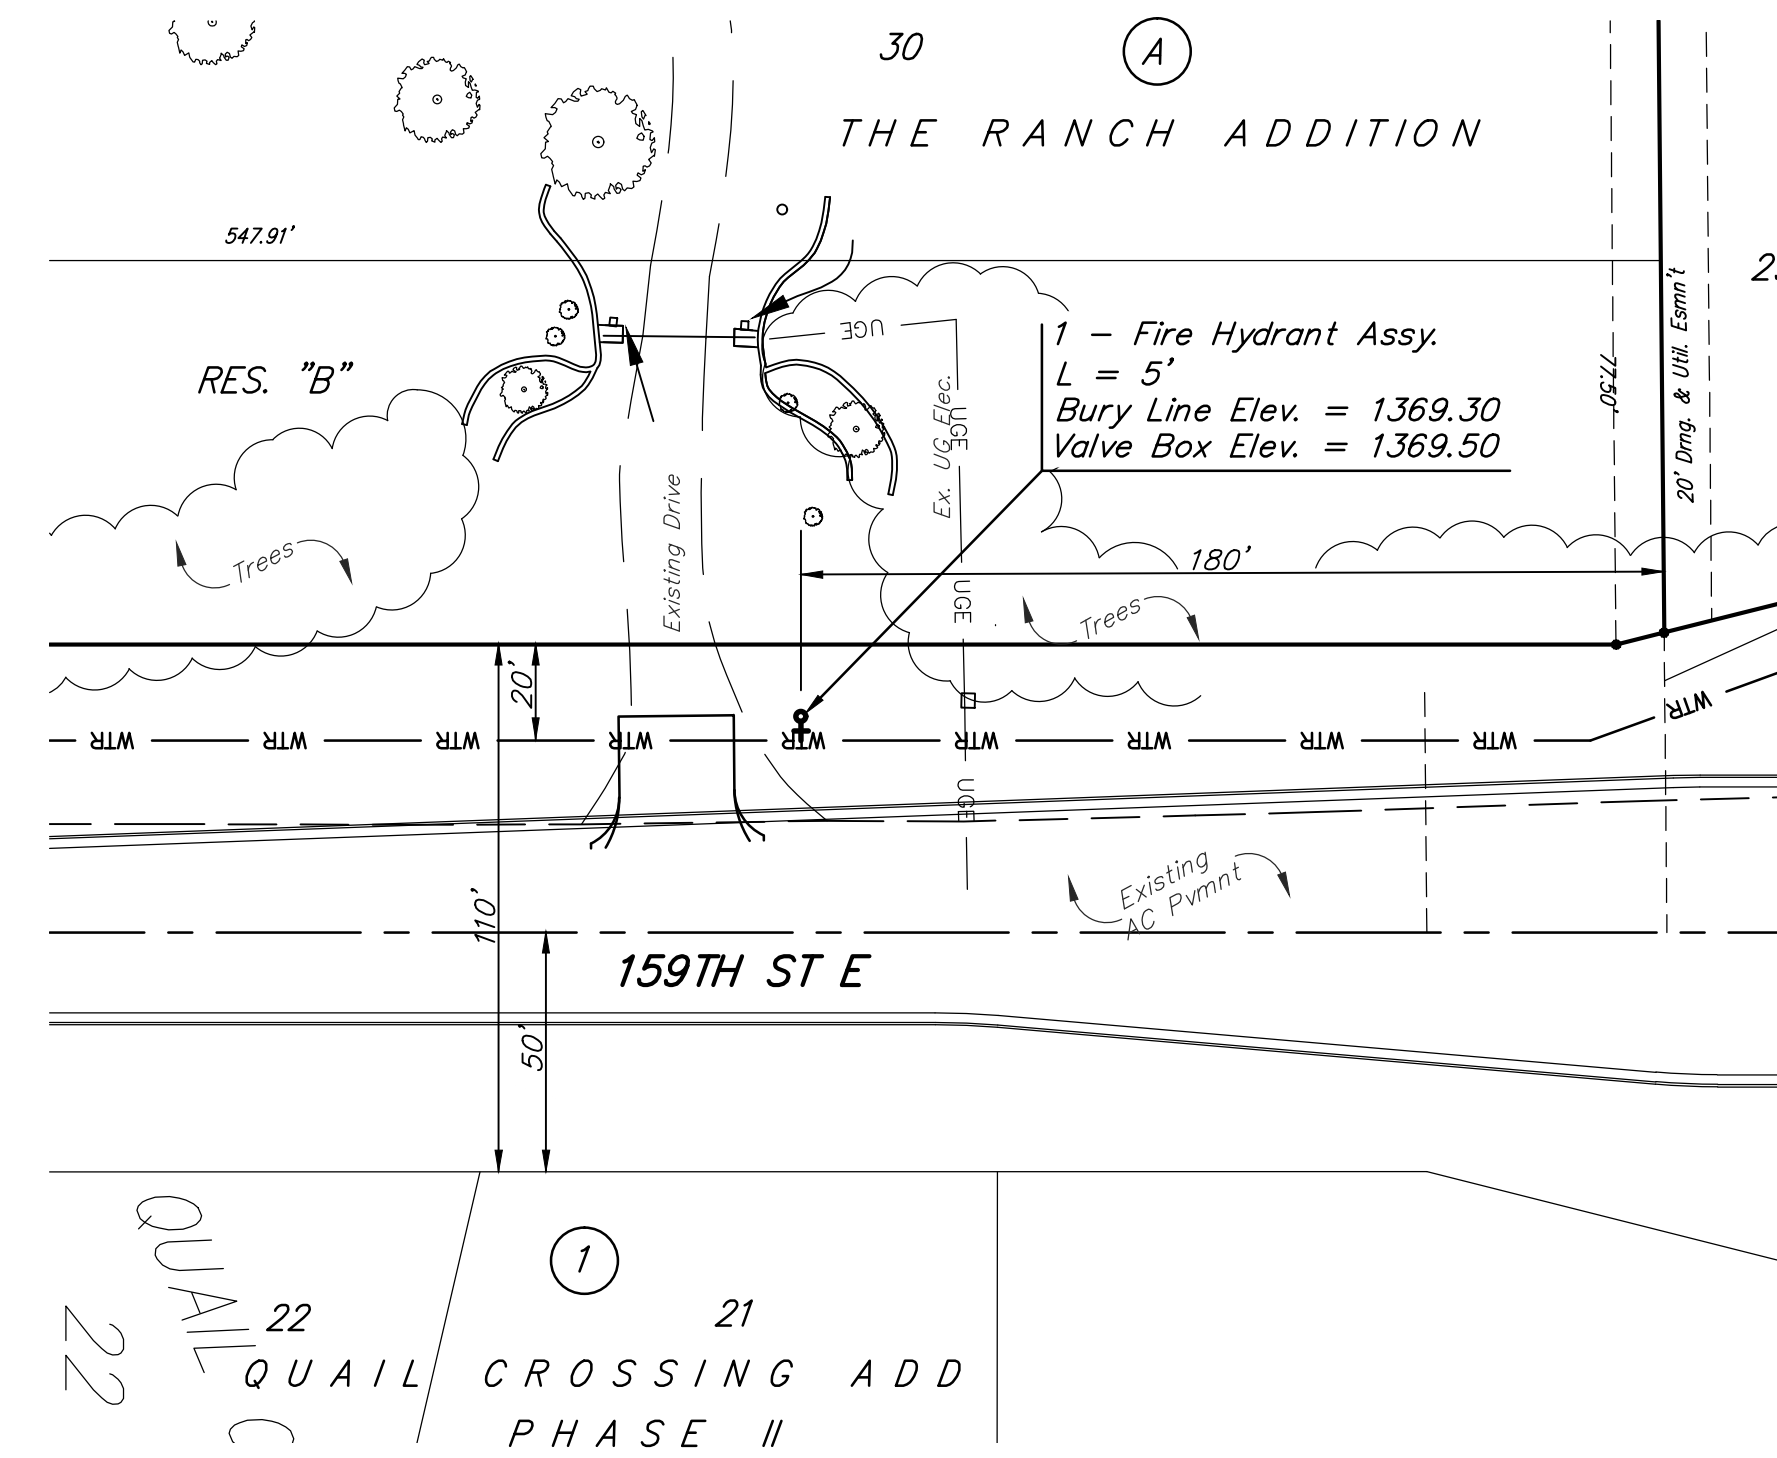 30
A
THE RANCH ADDITION
547.91'
RES. "B"
UGE
1 - Fire Hydrant Assy.
L = 5'
Bury Line Elev. = 1369.30
Valve Box Elev. = 1369.50
Ex. UG Elec.
UGE
77.50'
20' Drng. & Util. Esmn't
Existing Drive
Trees
180'
UGE
Trees
20'
WTR
WTR WTR WTR WTR WTR WTR WTR WTR WTR
UGE
Existing
AC Pvmnt
110'
159TH ST E
50'
QUAIL C
22
1
22
21
QUAIL CROSSING ADD
PHASE II